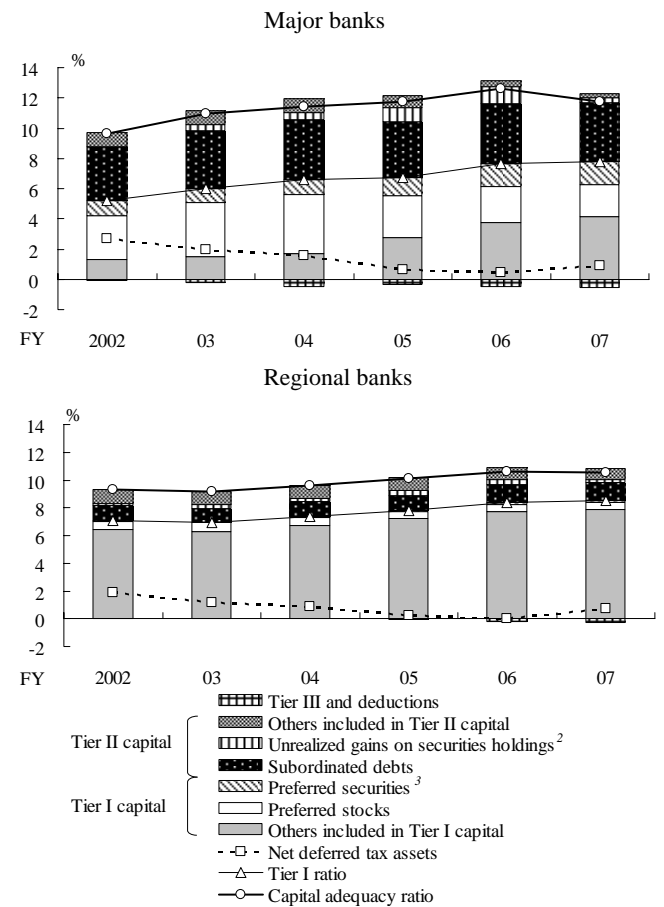 Major banks
%
14
12
10
8
6
4
2
0
-2
FY 2002 03 04 05 06 07
Regional banks
%
14
12
10
8
6
4
2
0
-2
FY 2002 03 04 05 06 07
Tier III and deductions
Tier II capital
Others included in Tier II capital
Unrealized gains on securities holdings 2
Subordinated debts
Tier I capital
Preferred securities 3
Preferred stocks
Others included in Tier I capital
Net deferred tax assets
Tier I ratio
Capital adequacy ratio